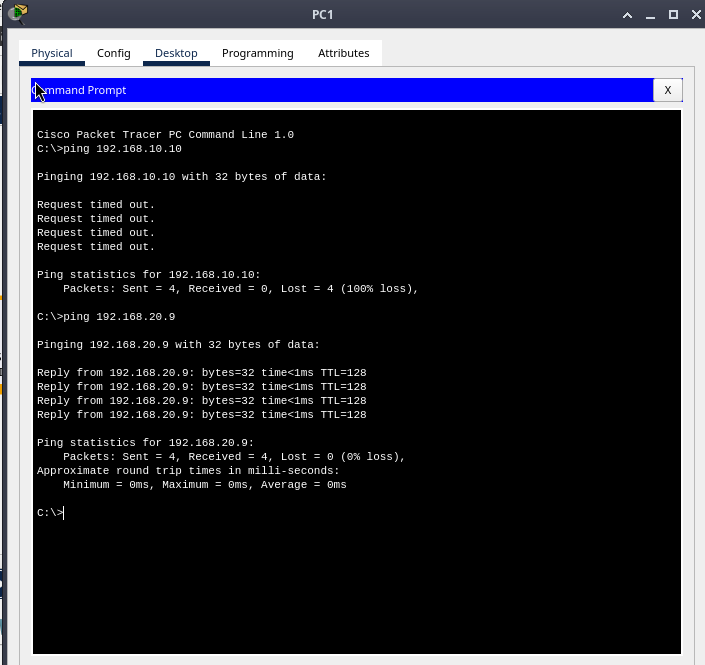 PC1
Physical
Config
Desktop
Programming
Attributes
mmand Prompt
X
Cisco Packet Tracer PC Command Line 1.0
C:\>ping 192.168.10.10
Pinging 192.168.10.10 with 32 bytes of data:
Request timed out.
Request timed out.
Request timed out.
Request timed out.
Ping statistics for 192.168.10.10:
    Packets: Sent = 4, Received = 0, Lost = 4 (100% loss),
C:\>ping 192.168.20.9
Pinging 192.168.20.9 with 32 bytes of data:
Reply from 192.168.20.9: bytes=32 time<1ms TTL=128
Reply from 192.168.20.9: bytes=32 time<1ms TTL=128
Reply from 192.168.20.9: bytes=32 time<1ms TTL=128
Reply from 192.168.20.9: bytes=32 time<1ms TTL=128
Ping statistics for 192.168.20.9:
    Packets: Sent = 4, Received = 4, Lost = 0 (0% loss),
Approximate round trip times in milli-seconds:
    Minimum = 0ms, Maximum = 0ms, Average = 0ms
C:\>